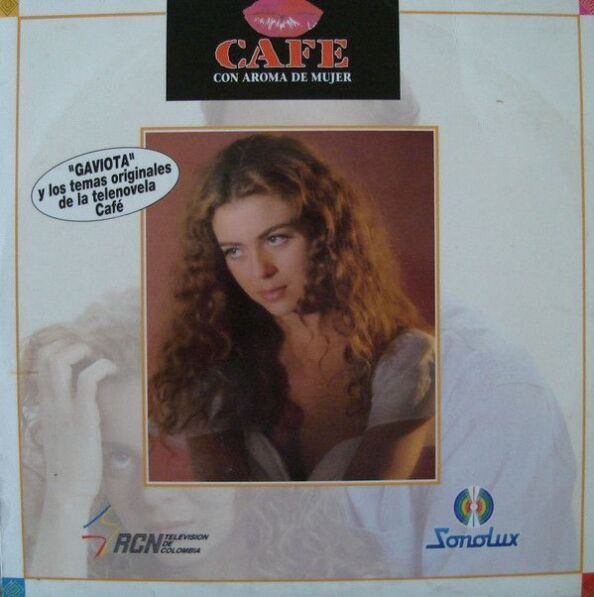 CAFE
CON AROMA DE MUJER
"GAVIOTA"
y los temas originales
de la telenovela
Café
RCN TELEVISION
DE
COLOMBIA
Sonolux